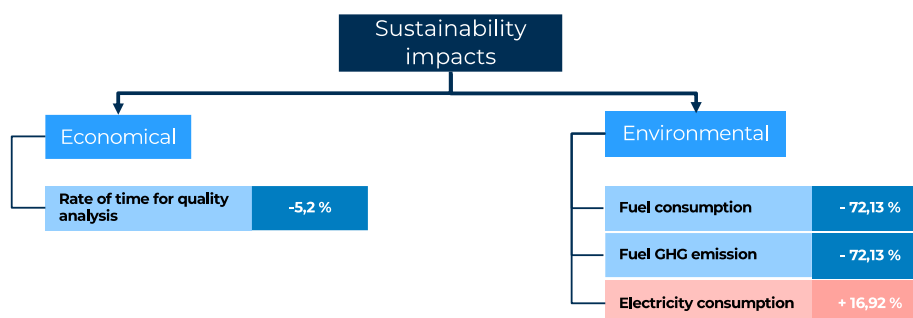 Sustainability
impacts
Economical
Environmental
Rate of time for quality
analysis
-5,2 %
Fuel consumption
- 72,13 %
Fuel GHG emission
- 72,13 %
Electricity consumption
+ 16,92 %